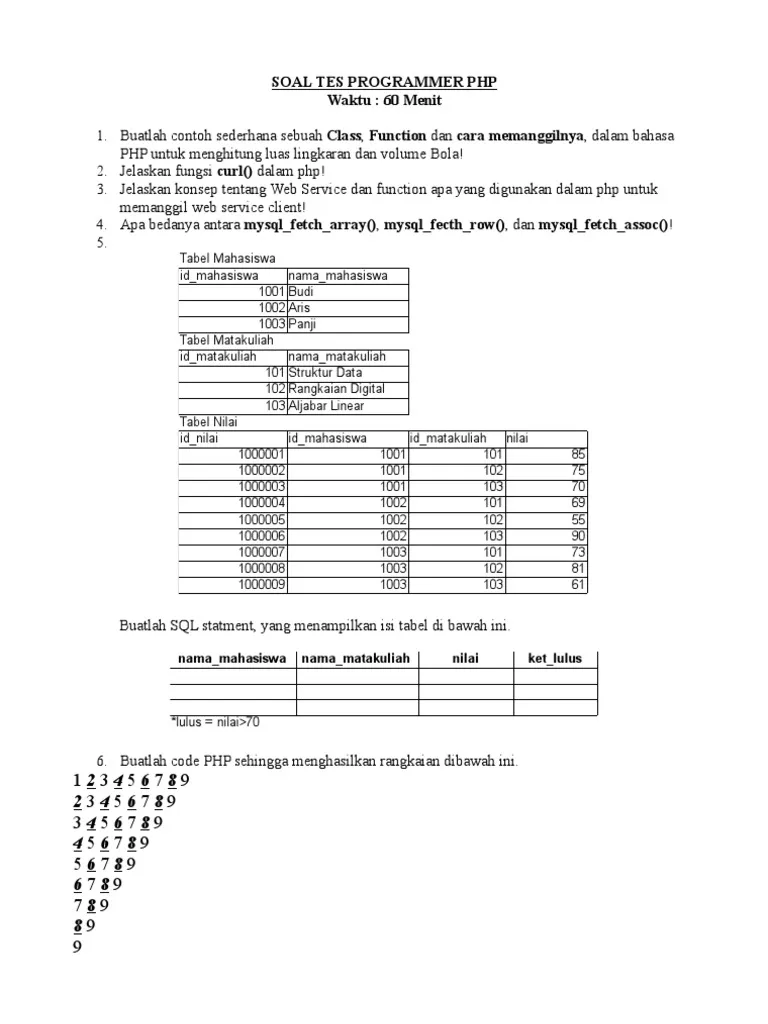 SOAL TES PROGRAMMER PHP
Waktu : 60 Menit
1. Buatlah contoh sederhana sebuah Class, Function dan cara memanggilnya, dalam bahasa
PHP untuk menghitung luas lingkaran dan volume Bola!
2. Jelaskan fungsi curl() dalam php!
3. Jelaskan konsep tentang Web Service dan function apa yang digunakan dalam php untuk
memanggil web service client!
4. Apa bedanya antara mysql_fetch_array(), mysql_fecth_row(), dan mysql_fetch_assoc()!
5.
Tabel Mahasiswa
id_mahasiswa nama_mahasiswa
1001 Budi
1002 Aris
1003 Panji
Tabel Matakuliah
id_matakuliah nama_matakuliah
101 Struktur Data
102 Rangkaian Digital
103 Aljabar Linear
Tabel Nilai
id_nilai id_mahasiswa id_matakuliah nilai
1000001 1001 101 85
1000002 1001 102 75
1000003 1001 103 70
1000004 1002 101 69
1000005 1002 102 55
1000006 1002 103 90
1000007 1003 101 73
1000008 1003 102 81
1000009 1003 103 61
Buatlah SQL statment, yang menampilkan isi tabel di bawah ini.
nama_mahasiswa nama_matakuliah nilai ket_lulus
*lulus = nilai>70
6. Buatlah code PHP sehingga menghasilkan rangkaian dibawah ini.
1 2 3 4 5 6 7 8 9
2 3 4 5 6 7 8 9
3 4 5 6 7 8 9
4 5 6 7 8 9
5 6 7 8 9
6 7 8 9
7 8 9
8 9
9